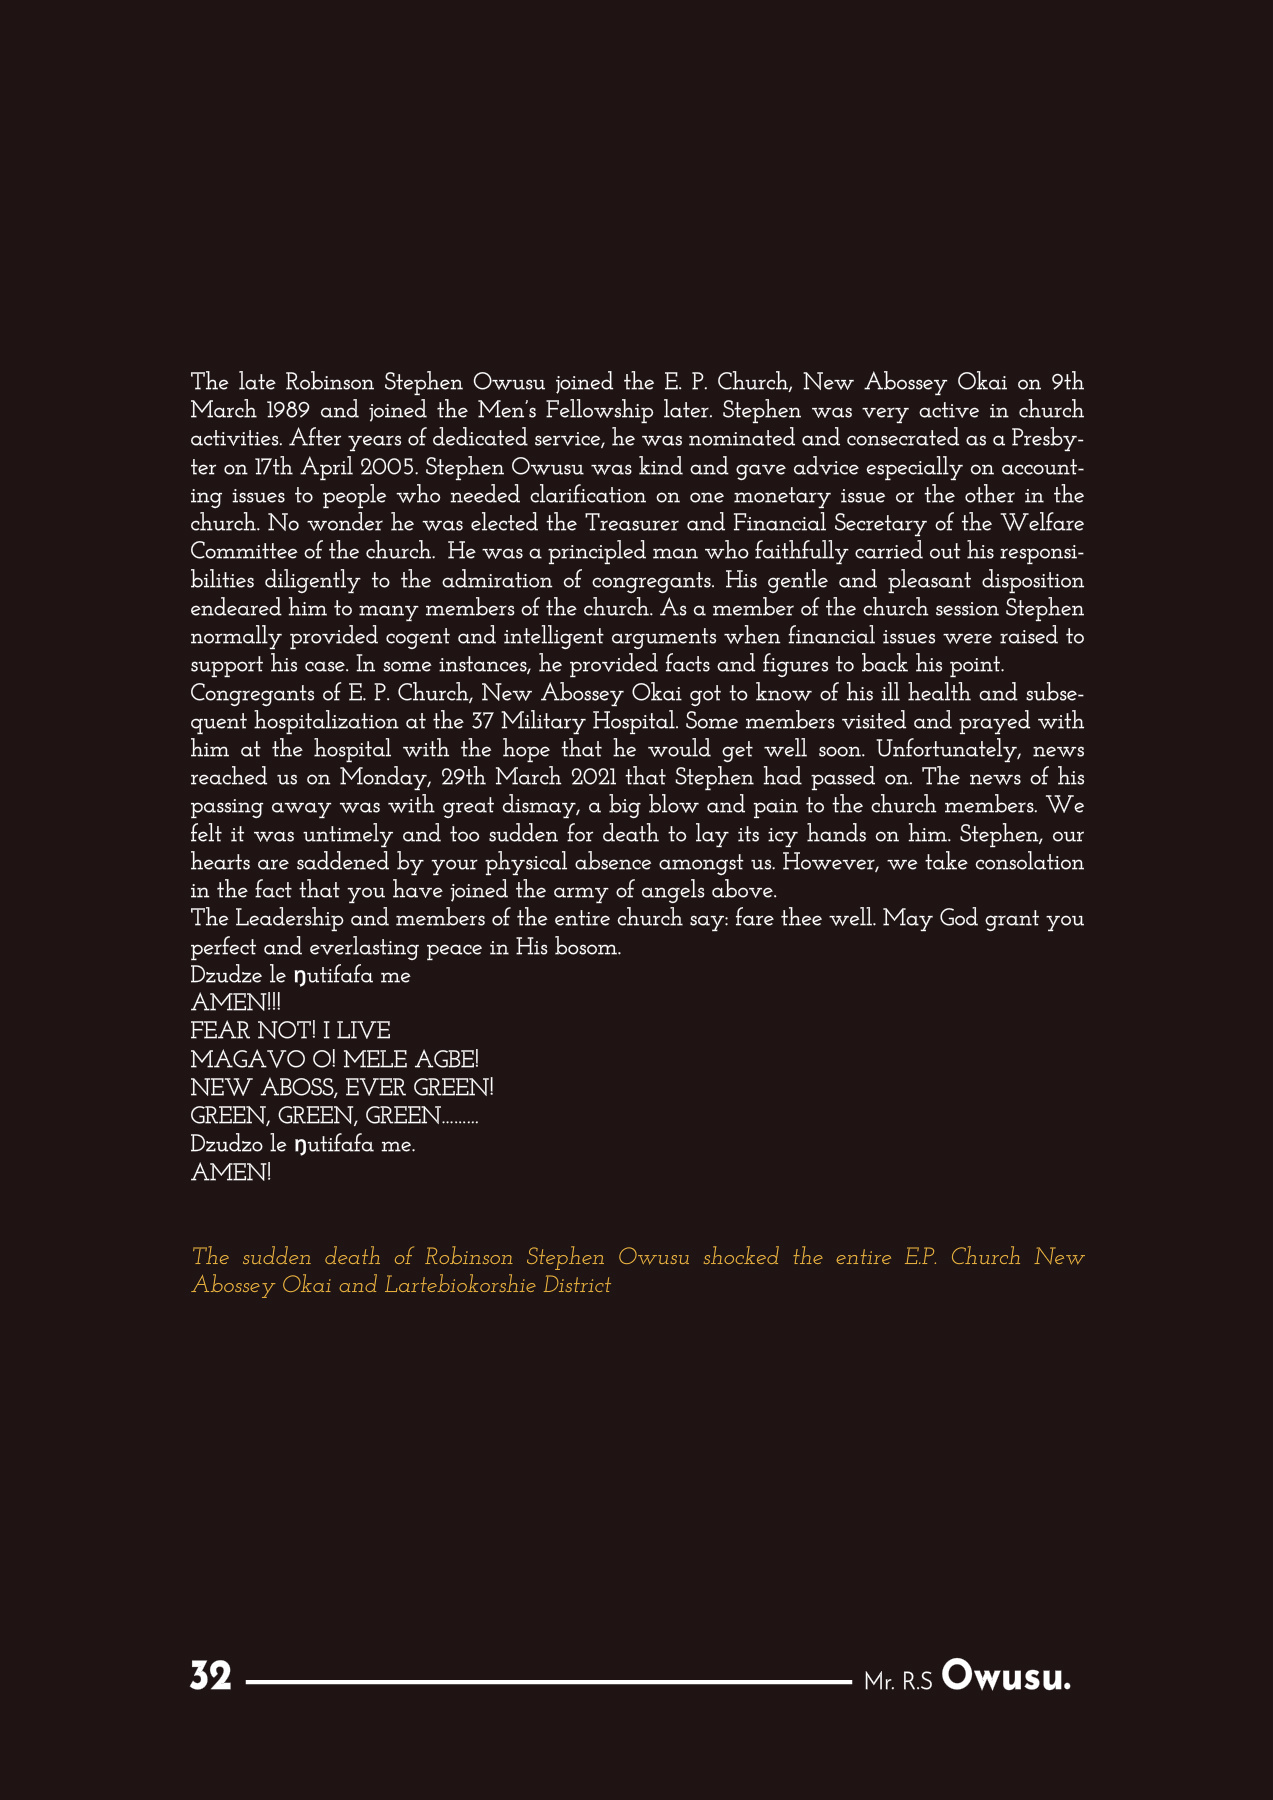 The late Robinson Stephen Owusu joined the E. P. Church, New Abossey Okai on 9th
March 1989 and joined the Men's Fellowship later. Stephen was very active in church
activities. After years of dedicated service, he was nominated and consecrated as a Presby-
ter on 17th April 2005. Stephen Owusu was kind and gave advice especially on account-
ing issues to people who needed clarification on one monetary issue or the other in the
church. No wonder he was elected the Treasurer and Financial Secretary of the Welfare
Committee of the church.  He was a principled man who faithfully carried out his responsi-
bilities diligently to the admiration of congregants. His gentle and pleasant disposition
endeared him to many members of the church. As a member of the church session Stephen
normally provided cogent and intelligent arguments when financial issues were raised to
support his case. In some instances, he provided facts and figures to back his point.
Congregants of E. P. Church, New Abossey Okai got to know of his ill health and subse-
quent hospitalization at the 37 Military Hospital. Some members visited and prayed with
him at the hospital with the hope that he would get well soon. Unfortunately, news
reached us on Monday, 29th March 2021 that Stephen had passed on. The news of his
passing away was with great dismay, a big blow and pain to the church members. We
felt it was untimely and too sudden for death to lay its icy hands on him. Stephen, our
hearts are saddened by your physical absence amongst us. However, we take consolation
in the fact that you have joined the army of angels above.
The Leadership and members of the entire church say: fare thee well. May God grant you
perfect and everlasting peace in His bosom.
Dzudze le ŋutifafa me
AMEN!!!
FEAR NOT! I LIVE
MAGAVO O! MELE AGBE!
NEW ABOSS, EVER GREEN!
GREEN, GREEN, GREEN.........
Dzudzo le ŋutifafa me.
AMEN!
The sudden death of Robinson Stephen Owusu shocked the entire E.P. Church New
Abossey Okai and Lartebiokorshie District
32 Mr. R.S Owusu.